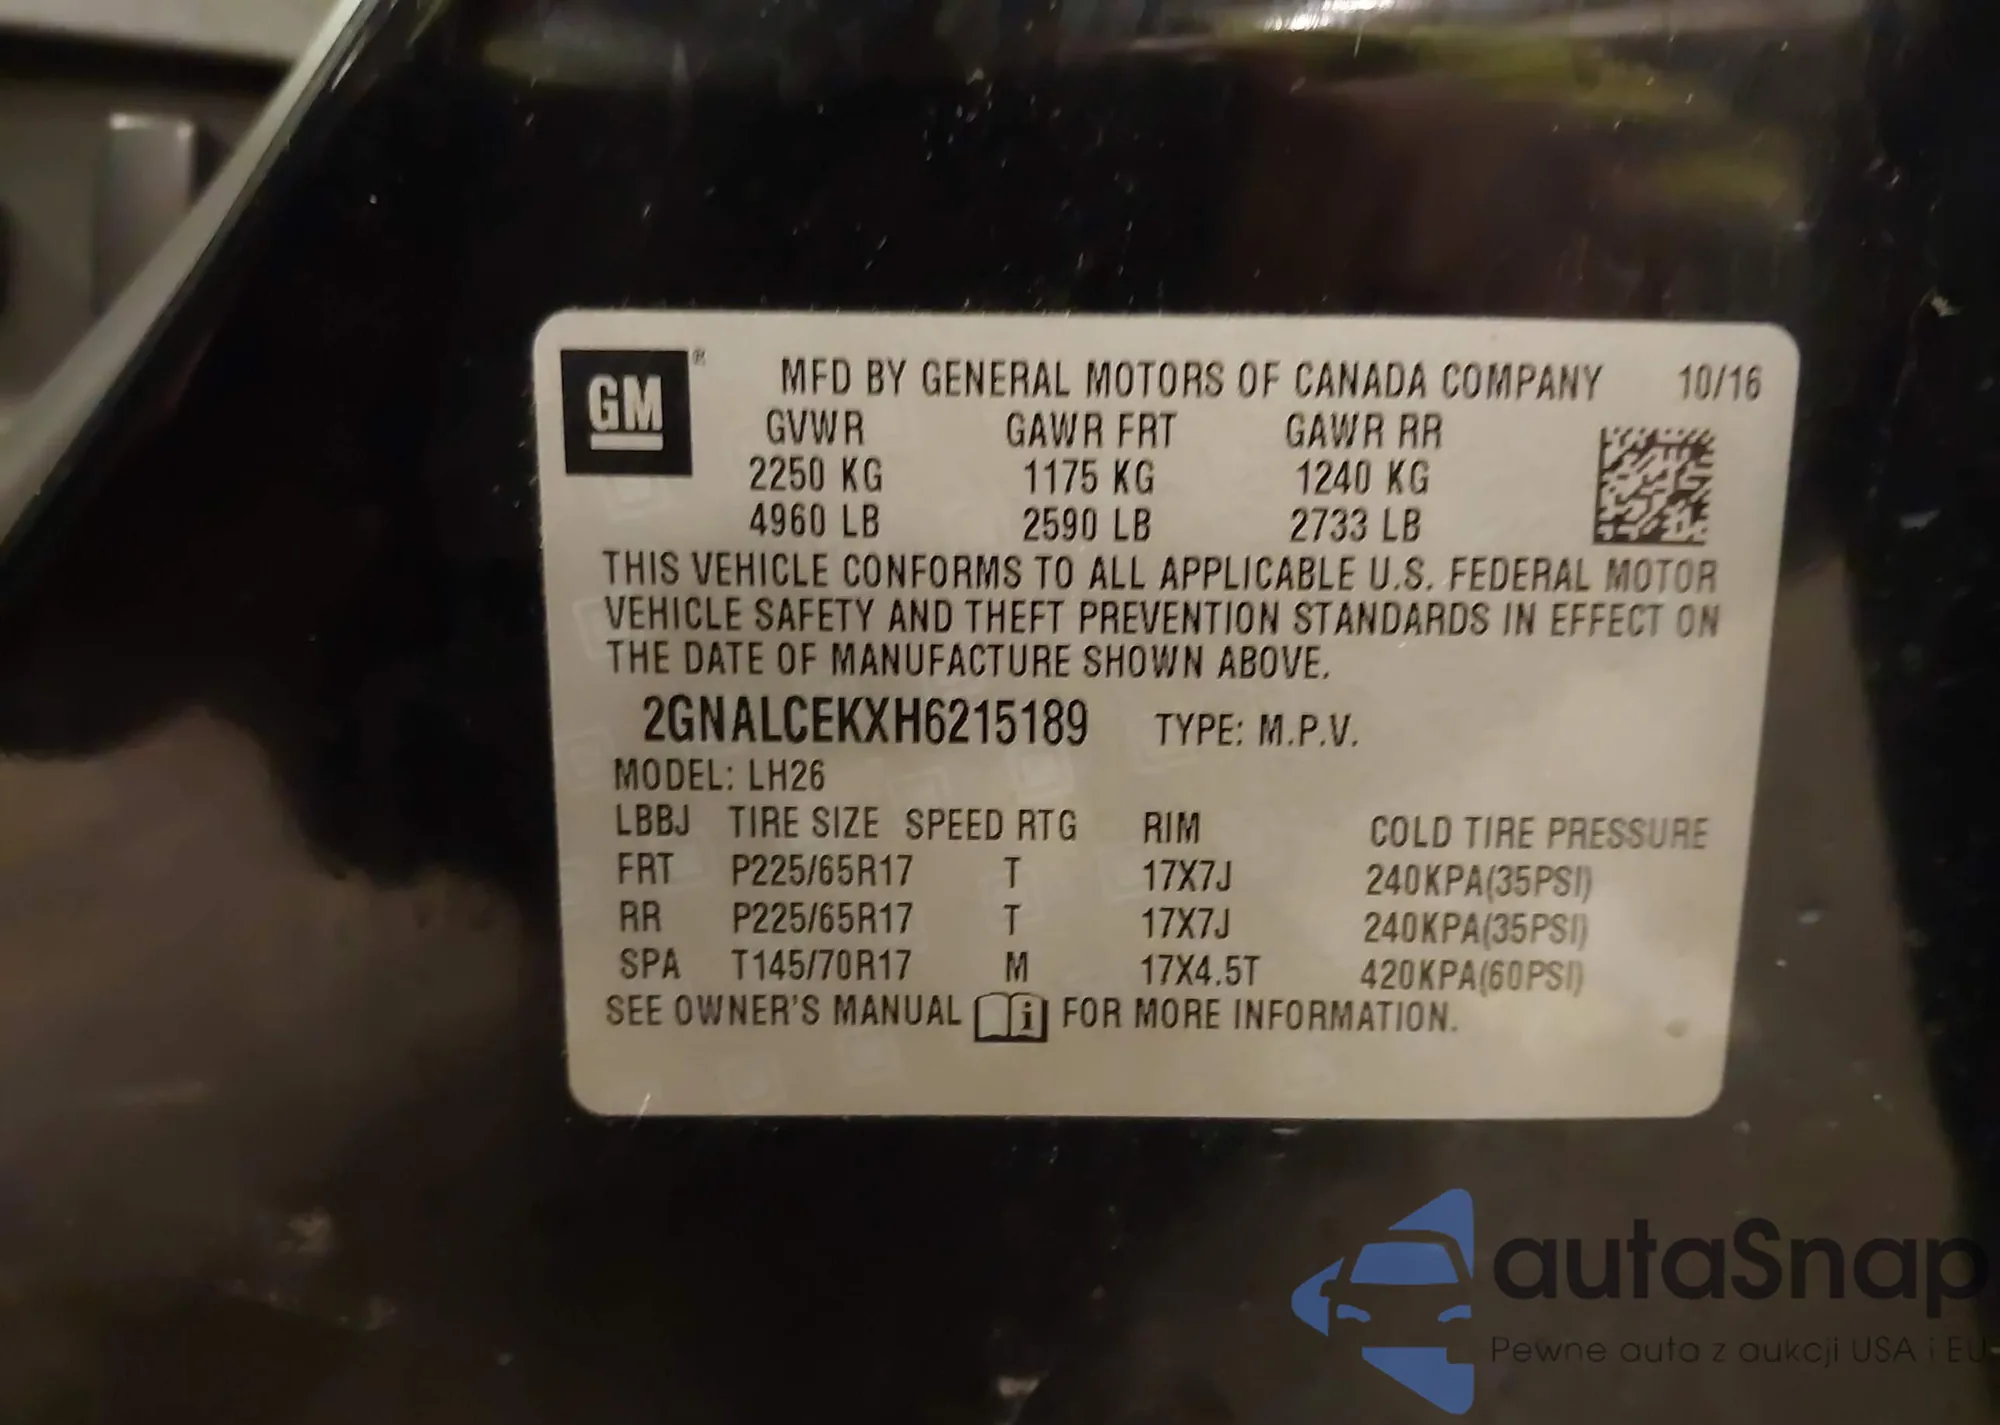 GM ® MFD BY GENERAL MOTORS OF CANADA COMPANY 10/16
GVWR GAWR FRT GAWR RR
2250 KG 1175 KG 1240 KG
4960 LB 2590 LB 2733 LB
THIS VEHICLE CONFORMS TO ALL APPLICABLE U.S. FEDERAL MOTOR
VEHICLE SAFETY AND THEFT PREVENTION STANDARDS IN EFFECT ON
THE DATE OF MANUFACTURE SHOWN ABOVE.
2GNALCEKXH6215189 TYPE: M.P.V.
MODEL: LH26
LBBJ TIRE SIZE SPEED RTG RIM COLD TIRE PRESSURE
FRT P225/65R17 T 17X7J 240KPA(35PSI)
RR P225/65R17 T 17X7J 240KPA(35PSI)
SPA T145/70R17 M 17X4.5T 420KPA(60PSI)
SEE OWNER'S MANUAL i FOR MORE INFORMATION.
autaSnap
Pewne auta z aukcji USA i EU